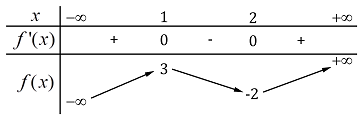 x -∞ 1 2 +∞
f'(x) + 0 - 0 +
3 +∞
f(x)
-∞ -2